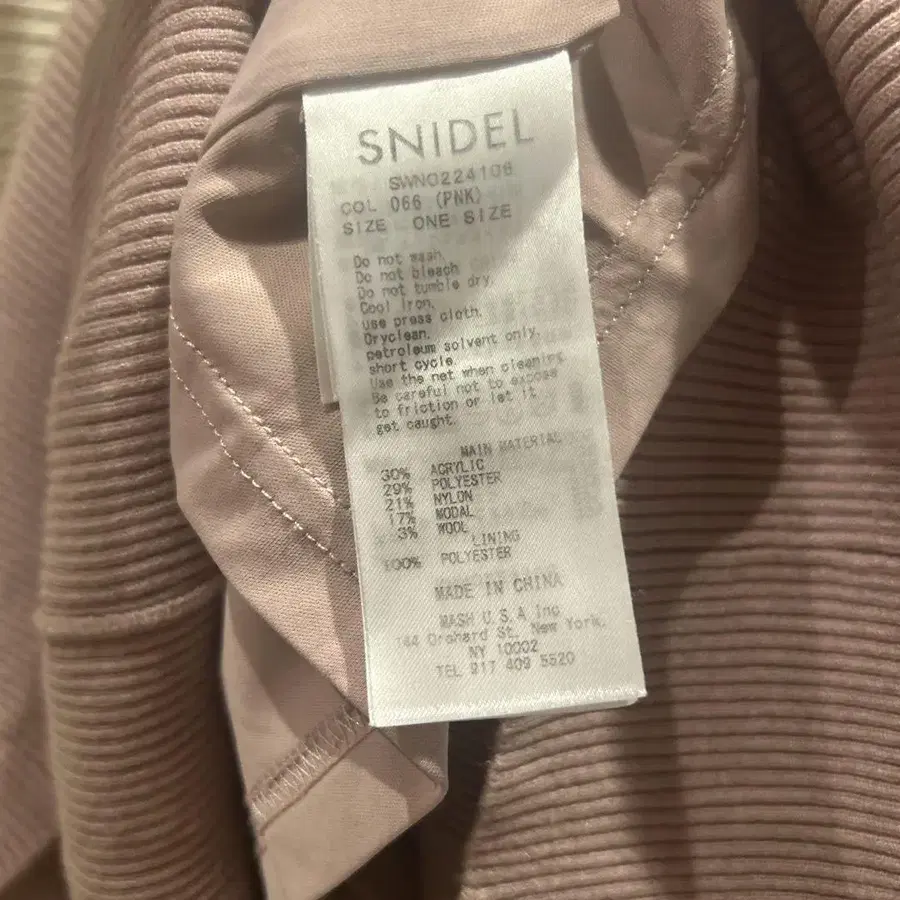 SNIDEL
SWNO224106
COL 066 (PNK)
SIZE ONE SIZE
Do not wash.
Do not bleach
Do not tumble dry.
Cool Iron.
use press cloth.
Dryclean.
petroleum solvent only.
short cycle
Use the net when cleaning
Be careful not to expose
to friction or let it
get caught.
MAIN MATERIAL
30% ACRYLIC
29% POLYESTER
21% NYLON
17% MODAL
3% WOOL
LINING
100% POLYESTER
MADE IN CHINA
MASH U.S.A Inc
144 Orchard St. New York.
NY 10002
TEL 917 409 5520